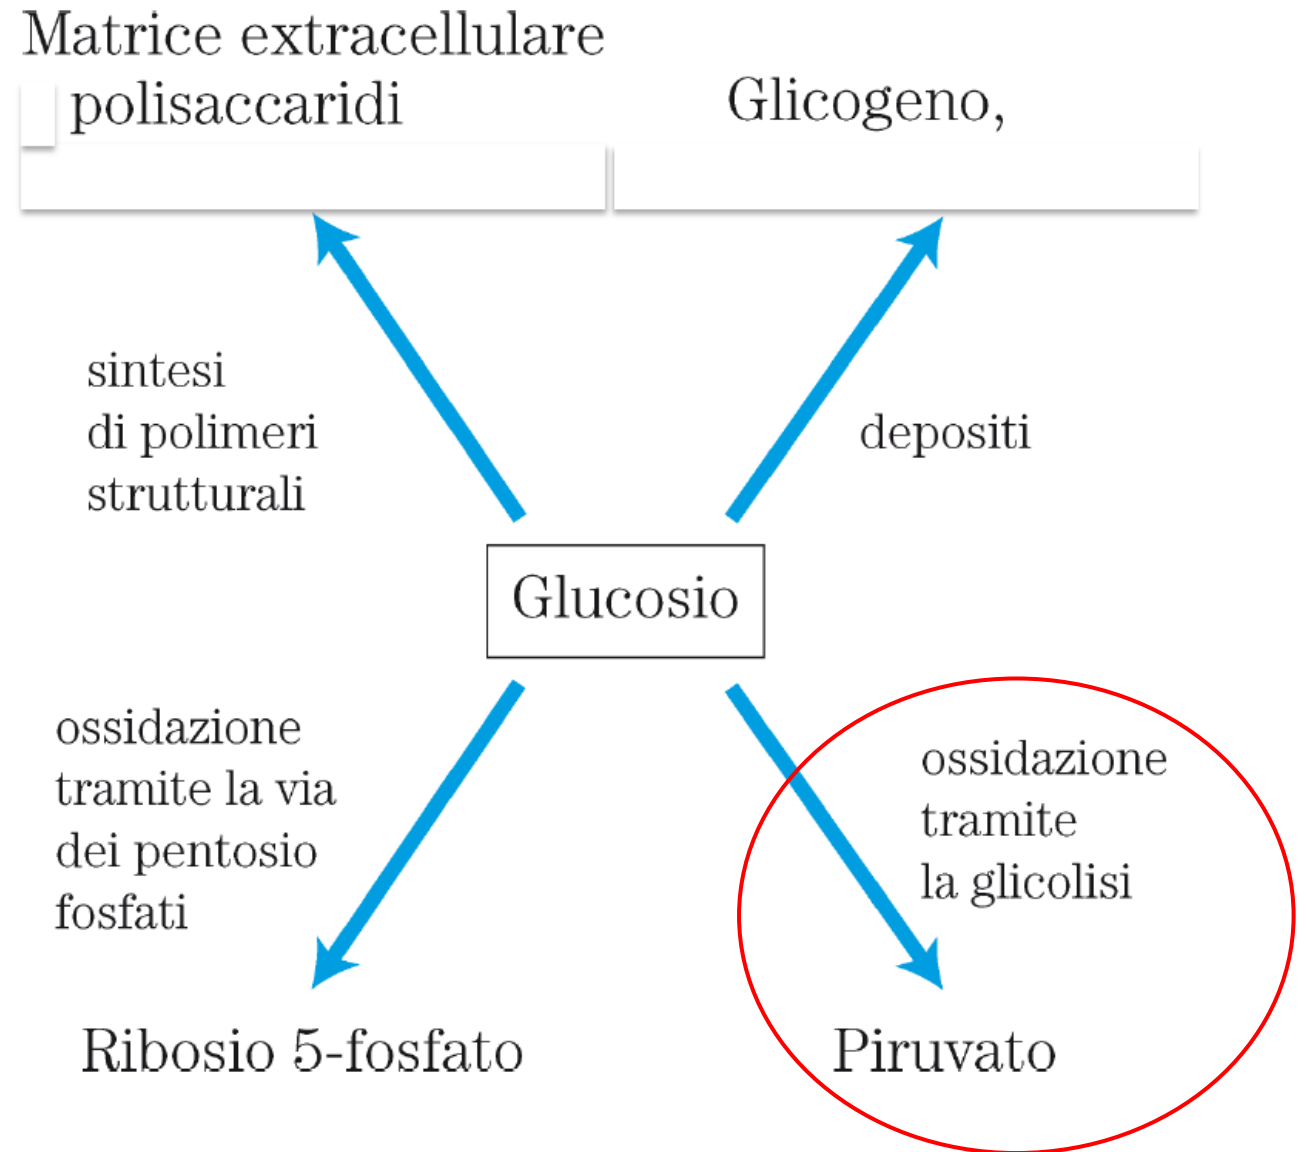 Matrice extracellulare
polisaccaridi
Glicogeno,
sintesi
di polimeri
strutturali
depositi
Glucosio
ossidazione
tramite la via
dei pentosio
fosfati
ossidazione
tramite
la glicolisi
Ribosio 5-fosfato
Piruvato